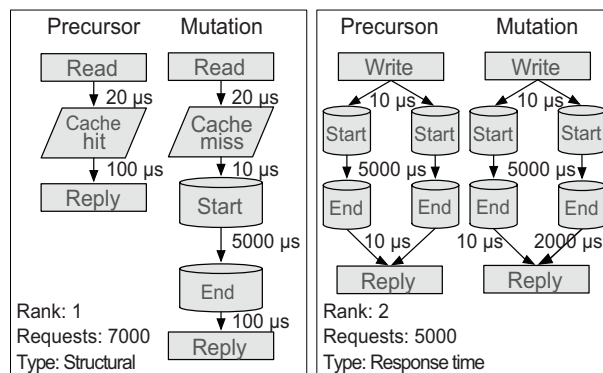 Precursor
Mutation
Read
20 µs
Cache
hit
100 µs
Reply
Read
20 µs
Cache
miss
10 µs
Start
5000 µs
End
100 µs
Reply
Rank: 1
Requests: 7000
Type: Structural
Precursor
Mutation
Write
10 µs
Start
Start
5000 µs
End
End
10 µs
Reply
Write
10 µs
Start
Start
5000 µs
End
End
10 µs
2000 µs
Reply
Rank: 2
Requests: 5000
Type: Response time